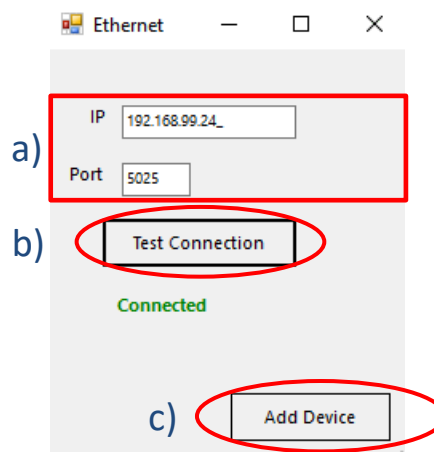 Ethernet
a)
IP 192.168.99.24_
Port 5025
b) Test Connection
Connected
c) Add Device